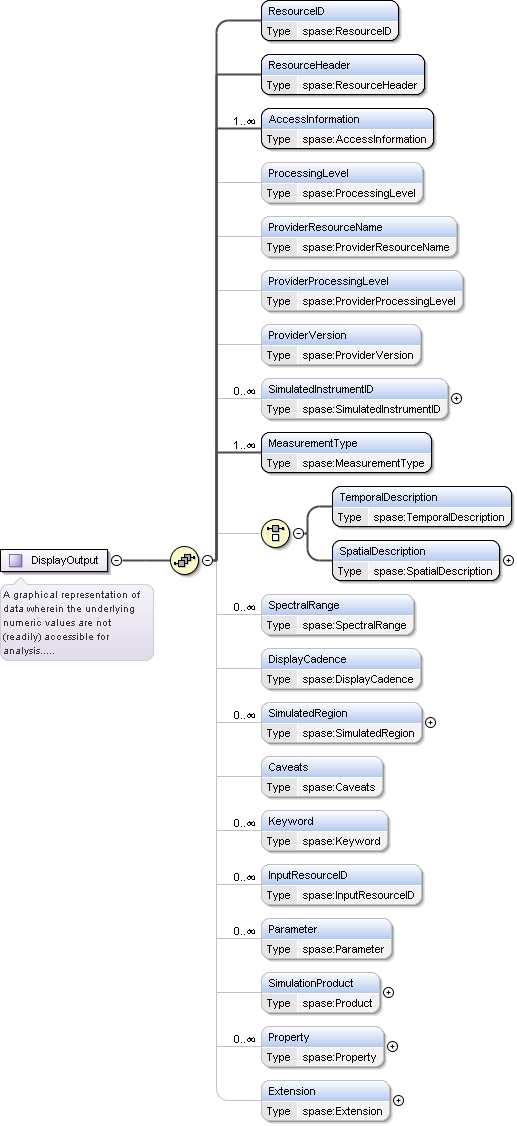 ResourceID
Type spase:ResourceID
ResourceHeader
Type spase:ResourceHeader
1..∞
AccessInformation
Type spase:AccessInformation
ProcessingLevel
Type spase:ProcessingLevel
ProviderResourceName
Type spase:ProviderResourceName
ProviderProcessingLevel
Type spase:ProviderProcessingLevel
ProviderVersion
Type spase:ProviderVersion
0..∞
SimulatedInstrumentID
Type spase:SimulatedInstrumentID
1..∞
MeasurementType
Type spase:MeasurementType
TemporalDescription
Type spase:TemporalDescription
SpatialDescription
Type spase:SpatialDescription
DisplayOutput
A graphical representation of
data wherein the underlying
numeric values are not
(readily) accessible for
analysis.....
0..∞
SpectralRange
Type spase:SpectralRange
DisplayCadence
Type spase:DisplayCadence
0..∞
SimulatedRegion
Type spase:SimulatedRegion
Caveats
Type spase:Caveats
0..∞
Keyword
Type spase:Keyword
0..∞
InputResourceID
Type spase:InputResourceID
0..∞
Parameter
Type spase:Parameter
SimulationProduct
Type spase:Product
0..∞
Property
Type spase:Property
Extension
Type spase:Extension